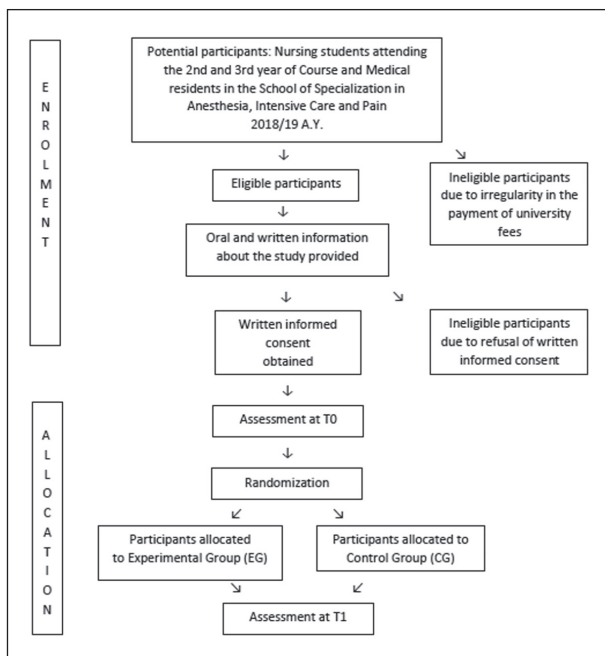 ENROLMENT
Potential participants: Nursing students attending
the 2nd and 3rd year of Course and Medical
residents in the School of Specialization in
Anesthesia, Intensive Care and Pain
2018/19 A.Y.
Eligible participants
Ineligible participants
due to irregularity in the
payment of university
fees
Oral and written information
about the study provided
Written informed
consent
obtained
Ineligible participants
due to refusal of written
informed consent
ALLOCATION
Assessment at T0
Randomization
Participants allocated
to Experimental Group (EG)
Participants allocated to
Control Group (CG)
Assessment at T1